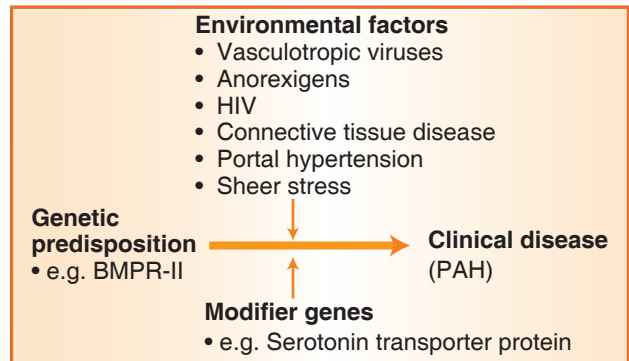 Environmental factors
• Vasculotropic viruses
• Anorexigens
• HIV
• Connective tissue disease
• Portal hypertension
• Sheer stress
Genetic
predisposition
• e.g. BMPR-II
Clinical disease
(PAH)
Modifier genes
• e.g. Serotonin transporter protein